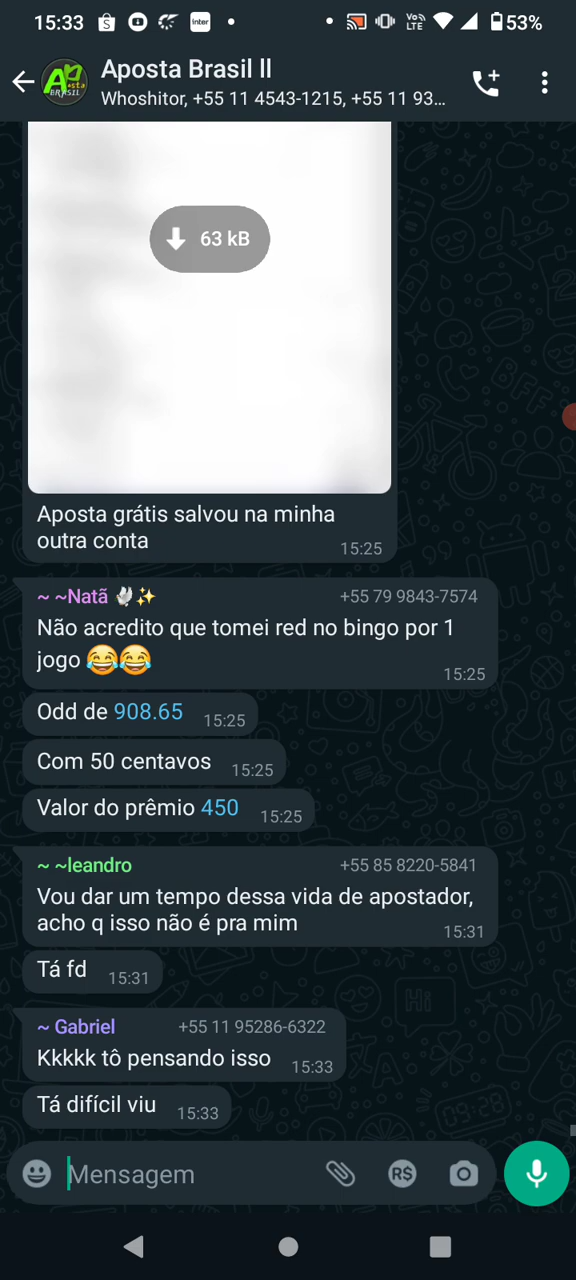 15:33
inter
Vo)) LTE
53%
Aposta Brasil ll
Whoshitor, +55 11 4543-1215, +55 11 93...
63 kB
Aposta grátis salvou na minha
outra conta
15:25
~ ~Natã 🕊✨ +55 79 9843-7574
Não acredito que tomei red no bingo por 1
jogo 😂😂
15:25
Odd de 908.65 15:25
Com 50 centavos 15:25
Valor do prêmio 450 15:25
~ ~leandro +55 85 8220-5841
Vou dar um tempo dessa vida de apostador,
acho q isso não é pra mim
15:31
Tá fd 15:31
~ Gabriel +55 11 95286-6322
Kkkkk tô pensando isso 15:33
Tá difícil viu 15:33
Mensagem
R$